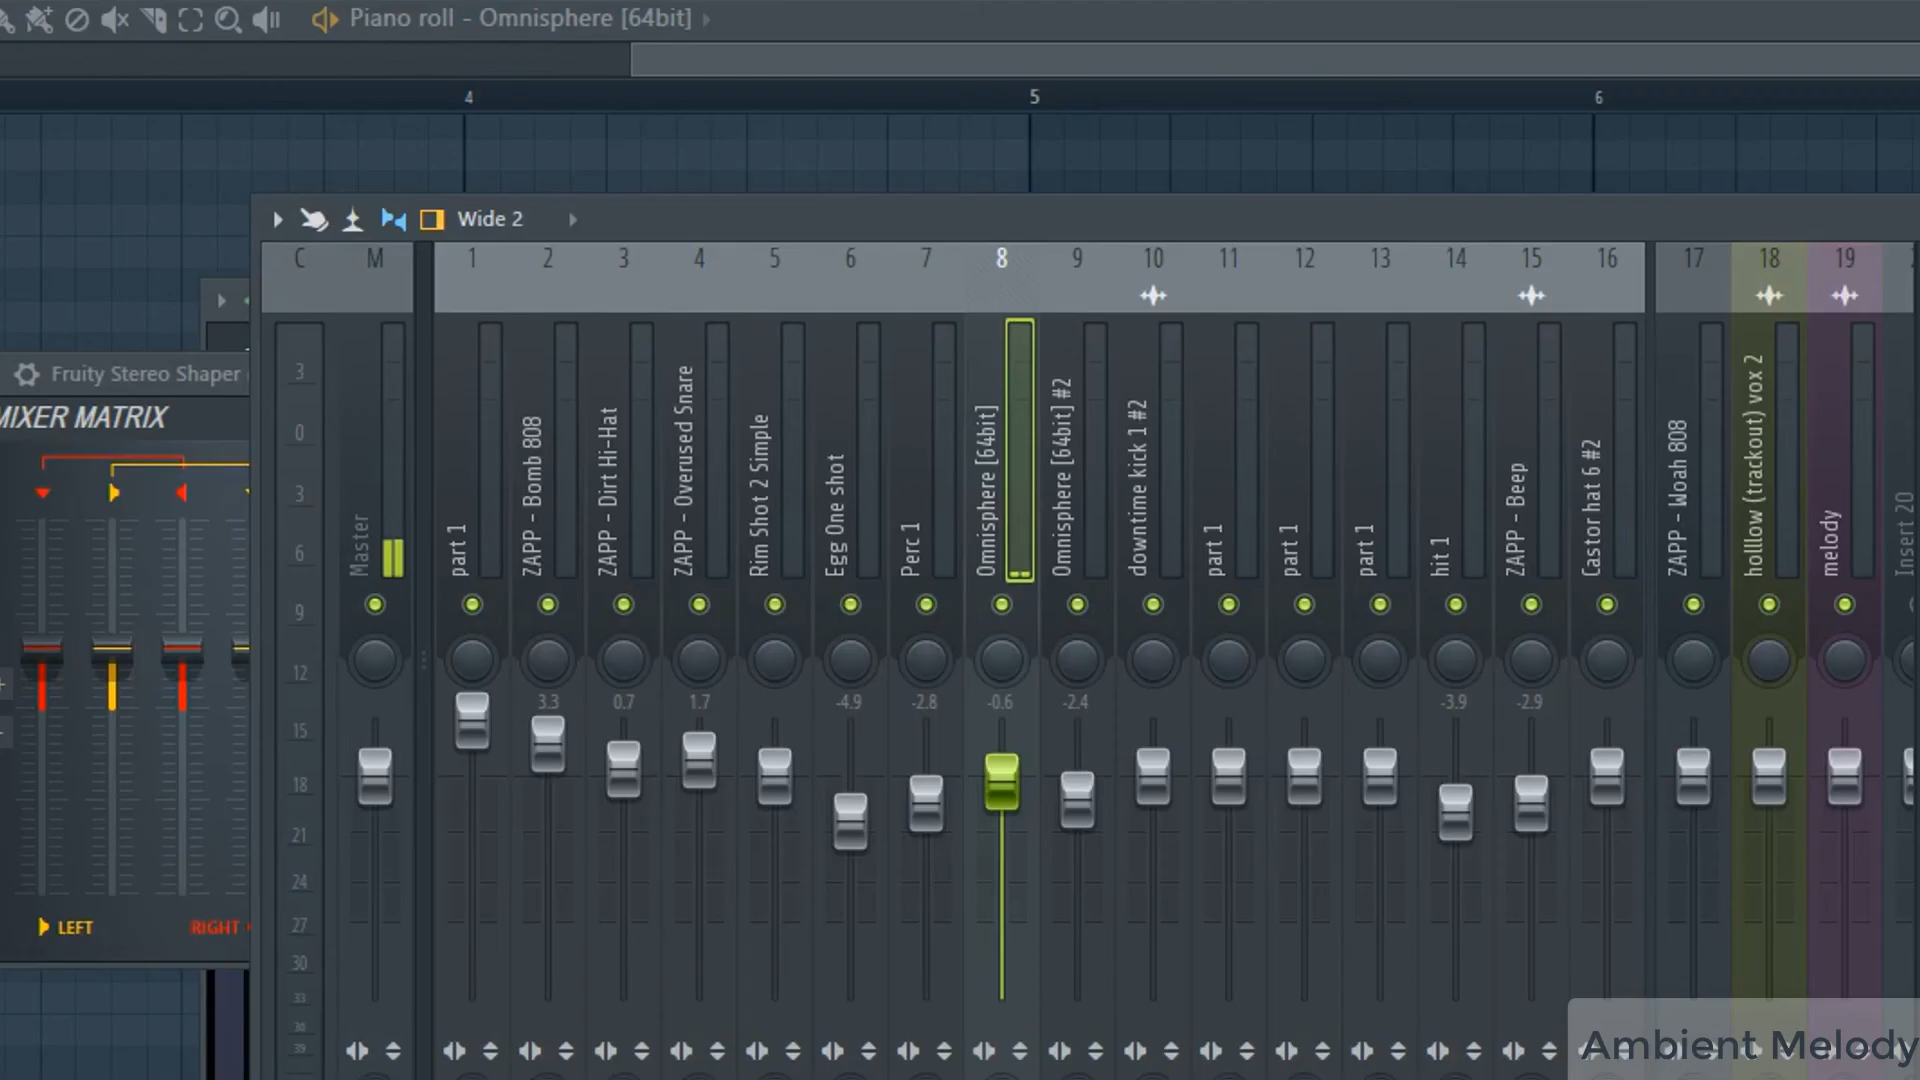 Piano roll - Omnisphere [64bit]
4 5 6
Wide 2
C M 1 2 3 4 5 6 7 8 9 10 11 12 13 14 15 16 17 18 19
Fruity Stereo Shaper
MIXER MATRIX
LEFT RIGHT
3
0
3
6
9
12
15
18
21
24
27
30
33
36
39
Master
part 1
ZAPP - Bomb 808
ZAPP - Dirt Hi-Hat
ZAPP - Overused Snare
Rim Shot 2 Simple
Egg One shot
Perc 1
Omnisphere [64bit]
Omnisphere [64bit] #2
downtime kick 1 #2
part 1
part 1
part 1
hit 1
ZAPP - Beep
Castor hat 6 #2
ZAPP - Woah 808
holllow (trackout) vox 2
melody
Insert 20
3.3 0.7 1.7 -4.9 -2.8 -0.6 -2.4 -3.9 -2.9
Ambient Melody